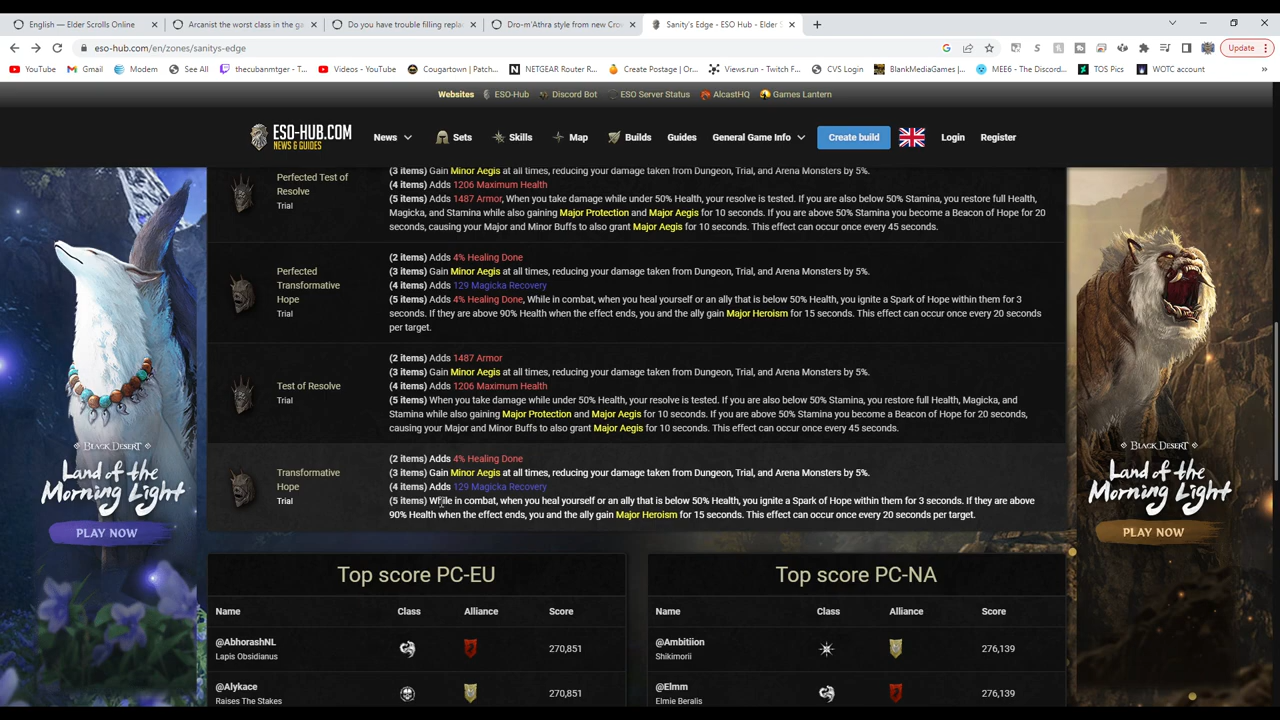 English — Elder Scrolls Online
Arcanist the worst class in the ga
Do you have trouble filling repla
Dro-m'Athra style from new Cro
Sanity's Edge - ESO Hub - Elder S
eso-hub.com/en/zones/sanitys-edge
Update
YouTube
Gmail
Modem
See All
thecubanmtger - T...
Videos - YouTube
Cougartown | Patch...
NETGEAR Router R...
Create Postage | Or...
Views.run - Twitch F...
CVS Login
BlankMediaGames |...
MEE6 - The Discord...
TOS Pics
WOTC account
Websites
ESO-Hub
Discord Bot
ESO Server Status
AlcastHQ
Games Lantern
ESO-HUB.COM
NEWS & GUIDES
News
Sets
Skills
Map
Builds
Guides
General Game Info
Create build
Login
Register
Perfected Test of
Resolve
Trial
(3 items) Gain Minor Aegis at all times, reducing your damage taken from Dungeon, Trial, and Arena Monsters by 5%.
(4 items) Adds 1206 Maximum Health
(5 items) Adds 1487 Armor, When you take damage while under 50% Health, your resolve is tested. If you are also below 50% Stamina, you restore full Health,
Magicka, and Stamina while also gaining Major Protection and Major Aegis for 10 seconds. If you are above 50% Stamina you become a Beacon of Hope for 20
seconds, causing your Major and Minor Buffs to also grant Major Aegis for 10 seconds. This effect can occur once every 45 seconds.
Perfected
Transformative
Hope
Trial
(2 items) Adds 4% Healing Done
(3 items) Gain Minor Aegis at all times, reducing your damage taken from Dungeon, Trial, and Arena Monsters by 5%.
(4 items) Adds 129 Magicka Recovery
(5 items) Adds 4% Healing Done, While in combat, when you heal yourself or an ally that is below 50% Health, you ignite a Spark of Hope within them for 3
seconds. If they are above 90% Health when the effect ends, you and the ally gain Major Heroism for 15 seconds. This effect can occur once every 20 seconds
per target.
Test of Resolve
Trial
(2 items) Adds 1487 Armor
(3 items) Gain Minor Aegis at all times, reducing your damage taken from Dungeon, Trial, and Arena Monsters by 5%.
(4 items) Adds 1206 Maximum Health
(5 items) When you take damage while under 50% Health, your resolve is tested. If you are also below 50% Stamina, you restore full Health, Magicka, and
Stamina while also gaining Major Protection and Major Aegis for 10 seconds. If you are above 50% Stamina you become a Beacon of Hope for 20 seconds,
causing your Major and Minor Buffs to also grant Major Aegis for 10 seconds. This effect can occur once every 45 seconds.
Transformative
Hope
Trial
(2 items) Adds 4% Healing Done
(3 items) Gain Minor Aegis at all times, reducing your damage taken from Dungeon, Trial, and Arena Monsters by 5%.
(4 items) Adds 129 Magicka Recovery
(5 items) While in combat, when you heal yourself or an ally that is below 50% Health, you ignite a Spark of Hope within them for 3 seconds. If they are above
90% Health when the effect ends, you and the ally gain Major Heroism for 15 seconds. This effect can occur once every 20 seconds per target.
BLACK DESERT
Land of the
Morning Light
PLAY NOW
BLACK DESERT
Land of the
Morning Light
PLAY NOW
Top score PC-EU
Name Class Alliance Score
@AbhorashNL
Lapis Obsidianus
270,851
@Alykace
Raises The Stakes
270,851
Top score PC-NA
Name Class Alliance Score
@Ambitiion
Shikimorii
276,139
@Elmm
Elmie Beralis
276,139